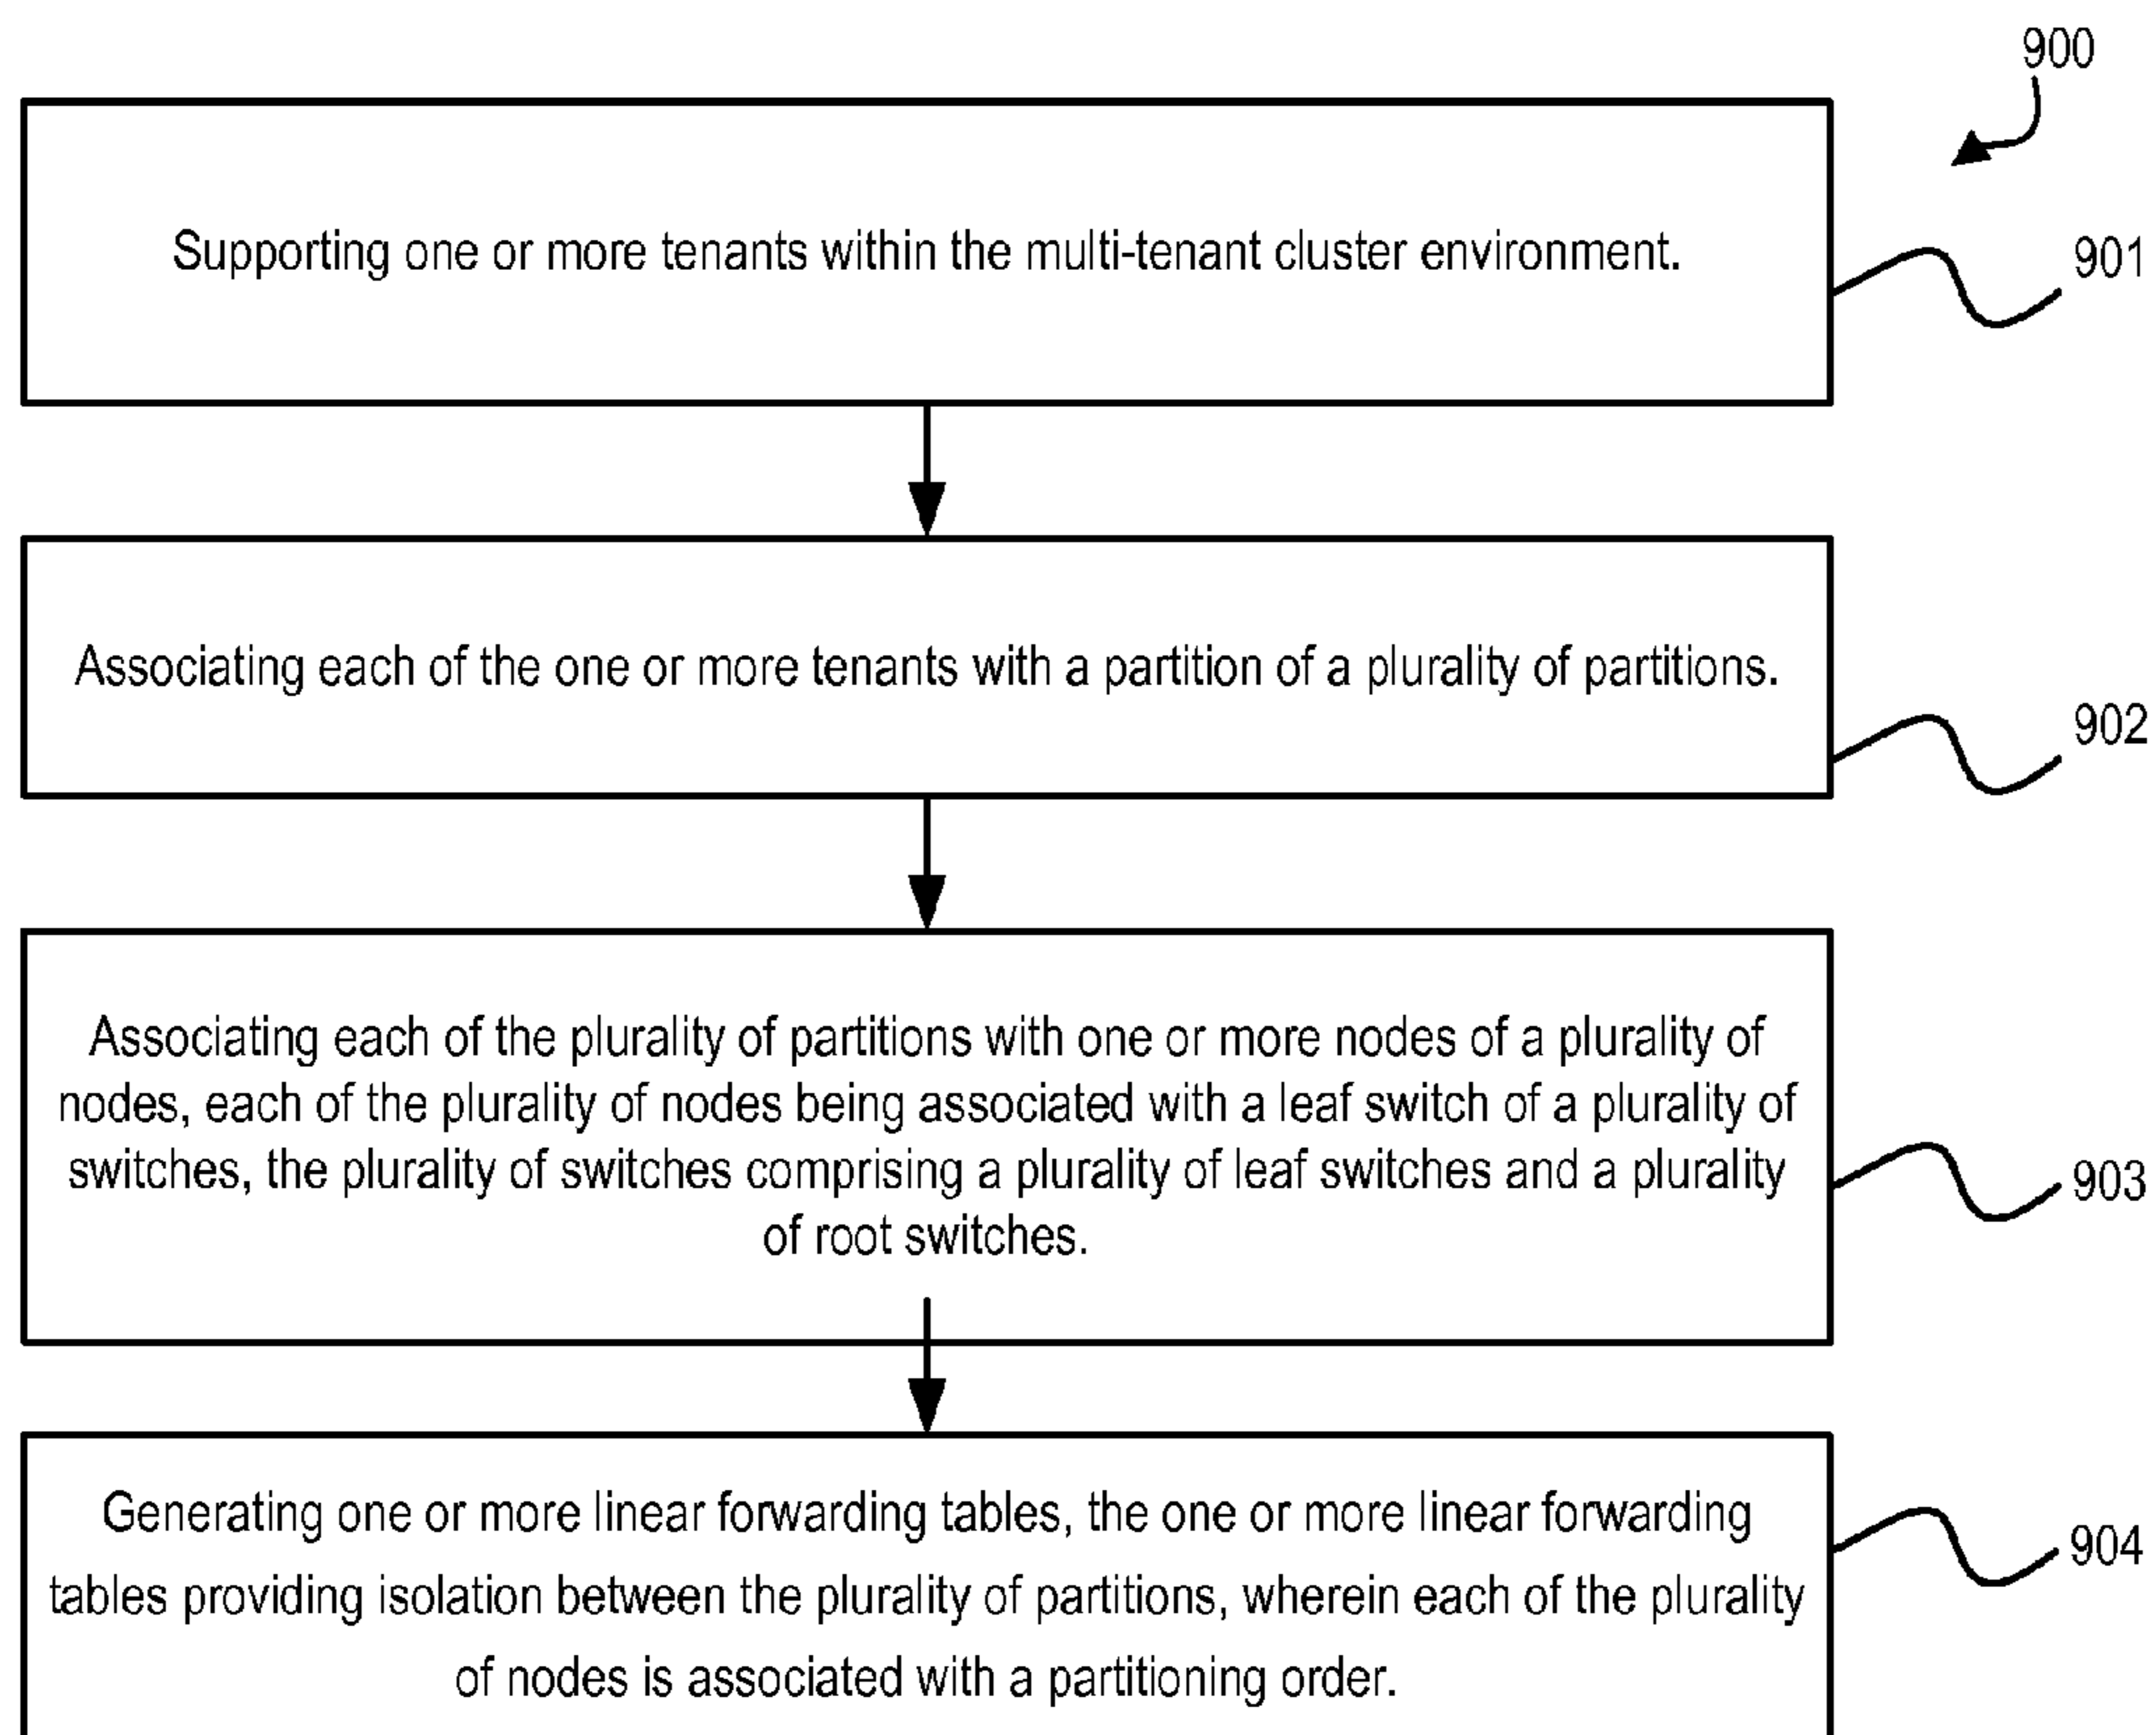 900
Supporting one or more tenants within the multi-tenant cluster environment.
901
Associating each of the one or more tenants with a partition of a plurality of partitions.
902
Associating each of the plurality of partitions with one or more nodes of a plurality of
nodes, each of the plurality of nodes being associated with a leaf switch of a plurality of
switches, the plurality of switches comprising a plurality of leaf switches and a plurality
of root switches.
903
Generating one or more linear forwarding tables, the one or more linear forwarding
tables providing isolation between the plurality of partitions, wherein each of the plurality
of nodes is associated with a partitioning order.
904